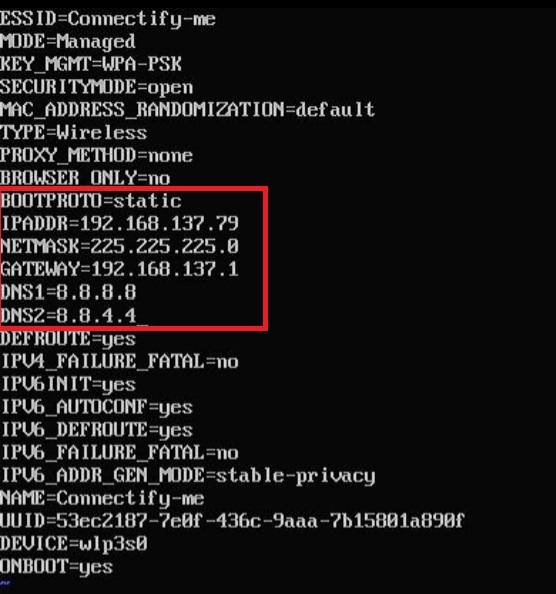 ESSID=Connectify-me
MODE=Managed
KEY_MGMT=WPA-PSK
SECURITYMODE=open
MAC_ADDRESS_RANDOMIZATION=default
TYPE=Wireless
PROXY_METHOD=none
BROWSER_ONLY=no
BOOTPROTO=static
IPADDR=192.168.137.79
NETMASK=225.225.225.0
GATEWAY=192.168.137.1
DNS1=8.8.8.8
DNS2=8.8.4.4_
DEFROUTE=yes
IPV4_FAILURE_FATAL=no
IPV6INIT=yes
IPV6_AUTOCONF=yes
IPV6_DEFROUTE=yes
IPV6_FAILURE_FATAL=no
IPV6_ADDR_GEN_MODE=stable-privacy
NAME=Connectify-me
UUID=53ec2187-7e0f-436c-9aaa-7b15801a890f
DEVICE=wlp3s0
ONBOOT=yes
~